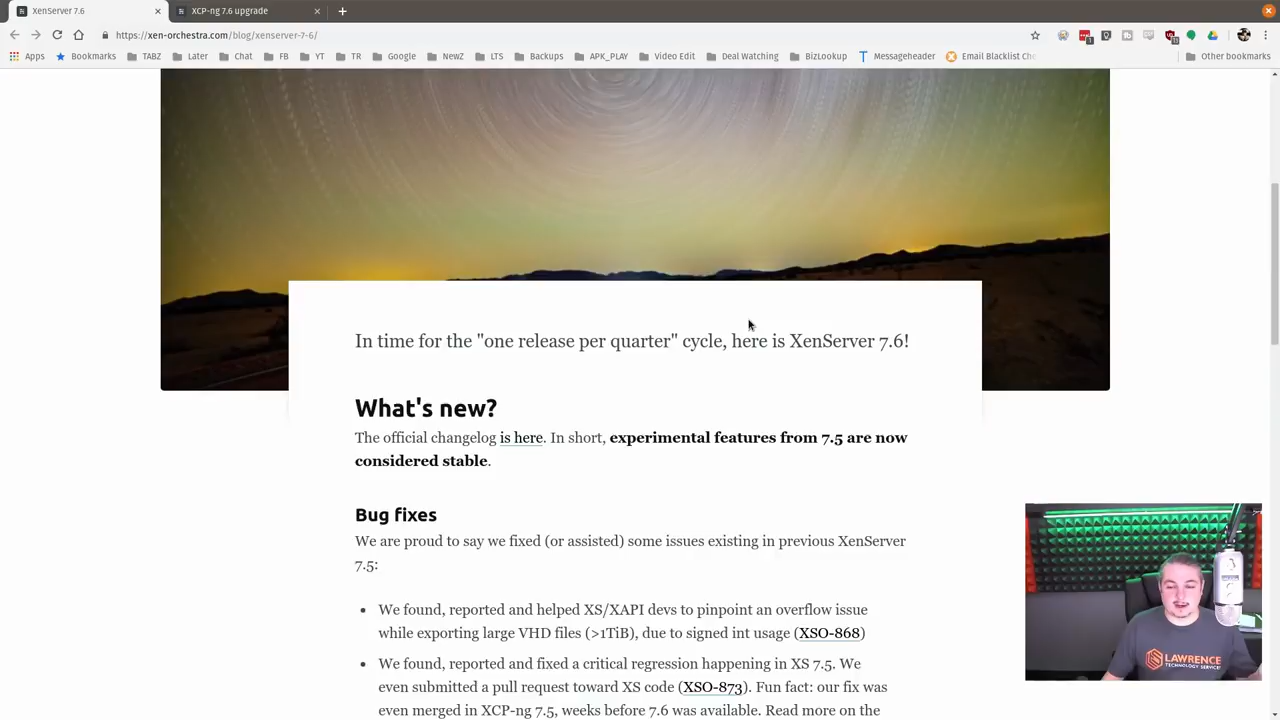 XenServer 7.6
XCP-ng 7.6 upgrade
https://xen-orchestra.com/blog/xenserver-7-6/
Apps
Bookmarks
TABZ
Later
Chat
FB
YT
TR
Google
NewZ
LTS
Backups
APK_PLAY
Video Edit
Deal Watching
BizLookup
Messageheader
Email Blacklist Che
Other bookmarks
In time for the "one release per quarter" cycle, here is XenServer 7.6!
What's new?
The official changelog is here. In short, experimental features from 7.5 are now
considered stable.
Bug fixes
We are proud to say we fixed (or assisted) some issues existing in previous XenServer
7.5:
We found, reported and helped XS/XAPI devs to pinpoint an overflow issue
while exporting large VHD files (>1TiB), due to signed int usage (XSO-868)
We found, reported and fixed a critical regression happening in XS 7.5. We
even submitted a pull request toward XS code (XSO-873). Fun fact: our fix was
even merged in XCP-ng 7.5, weeks before 7.6 was available. Read more on the
LAWRENCE
TECHNOLOGY SERVICES